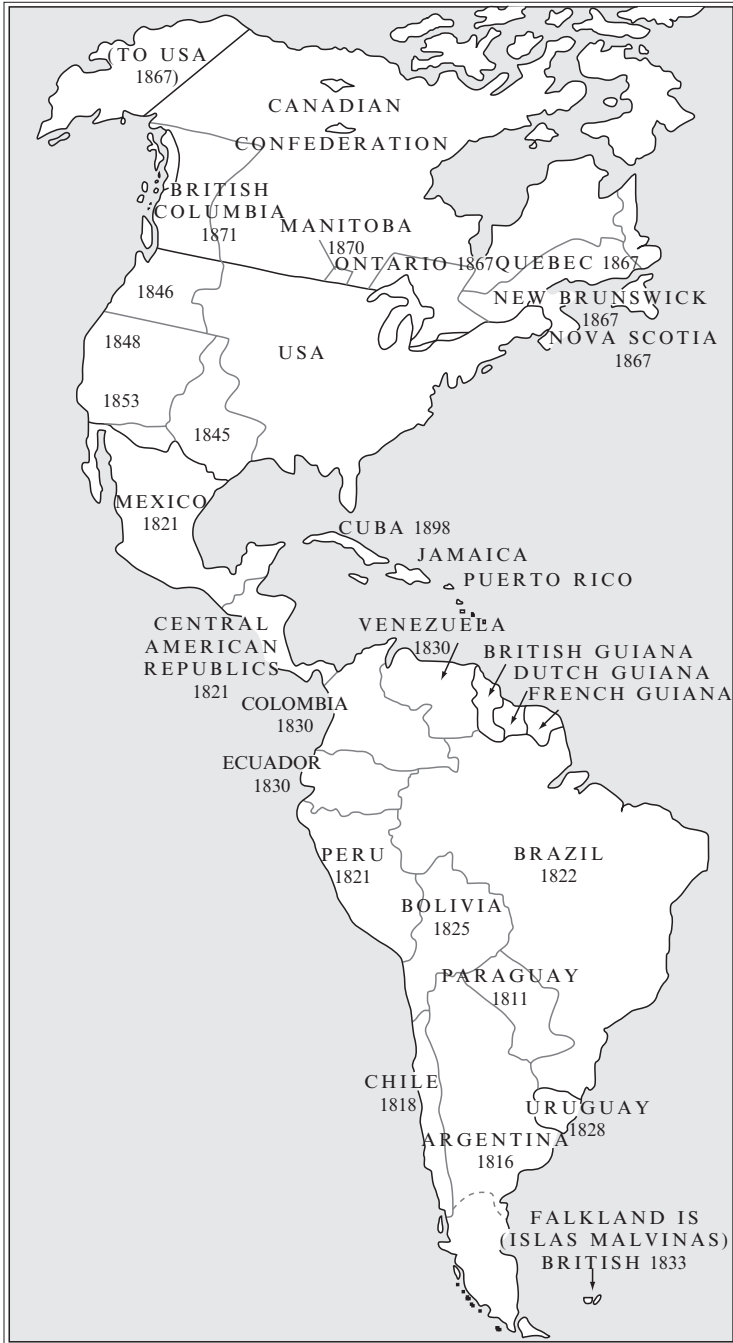 (TO USA
1867)
CANADIAN
CONFEDERATION
BRITISH
COLUMBIA
1871
MANITOBA
1870
ONTARIO 1867
QUEBEC 1867
NEW BRUNSWICK
1867
NOVA SCOTIA
1867
1846
1848
USA
1853
1845
MEXICO
1821
CUBA 1898
JAMAICA
PUERTO RICO
CENTRAL
AMERICAN
REPUBLICS
1821
VENEZUELA
1830
BRITISH GUIANA
DUTCH GUIANA
FRENCH GUIANA
COLOMBIA
1830
ECUADOR
1830
PERU
1821
BRAZIL
1822
BOLIVIA
1825
PARAGUAY
1811
CHILE
1818
URUGUAY
1828
ARGENTINA
1816
FALKLAND IS
(ISLAS MALVINAS)
BRITISH 1833